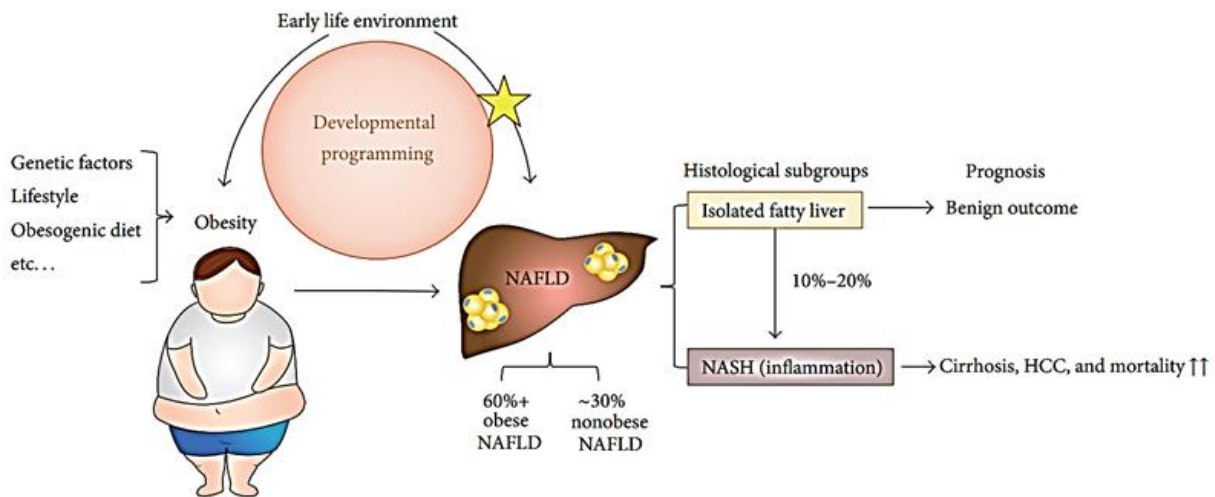 Early life environment
Developmental
programming
Genetic factors
Lifestyle
Obesogenic diet
etc...
Obesity
NAFLD
60%+
obese
NAFLD
~30%
nonobese
NAFLD
Histological subgroups
Isolated fatty liver
10%–20%
NASH (inflammation)
Prognosis
Benign outcome
Cirrhosis, HCC, and mortality ↑↑